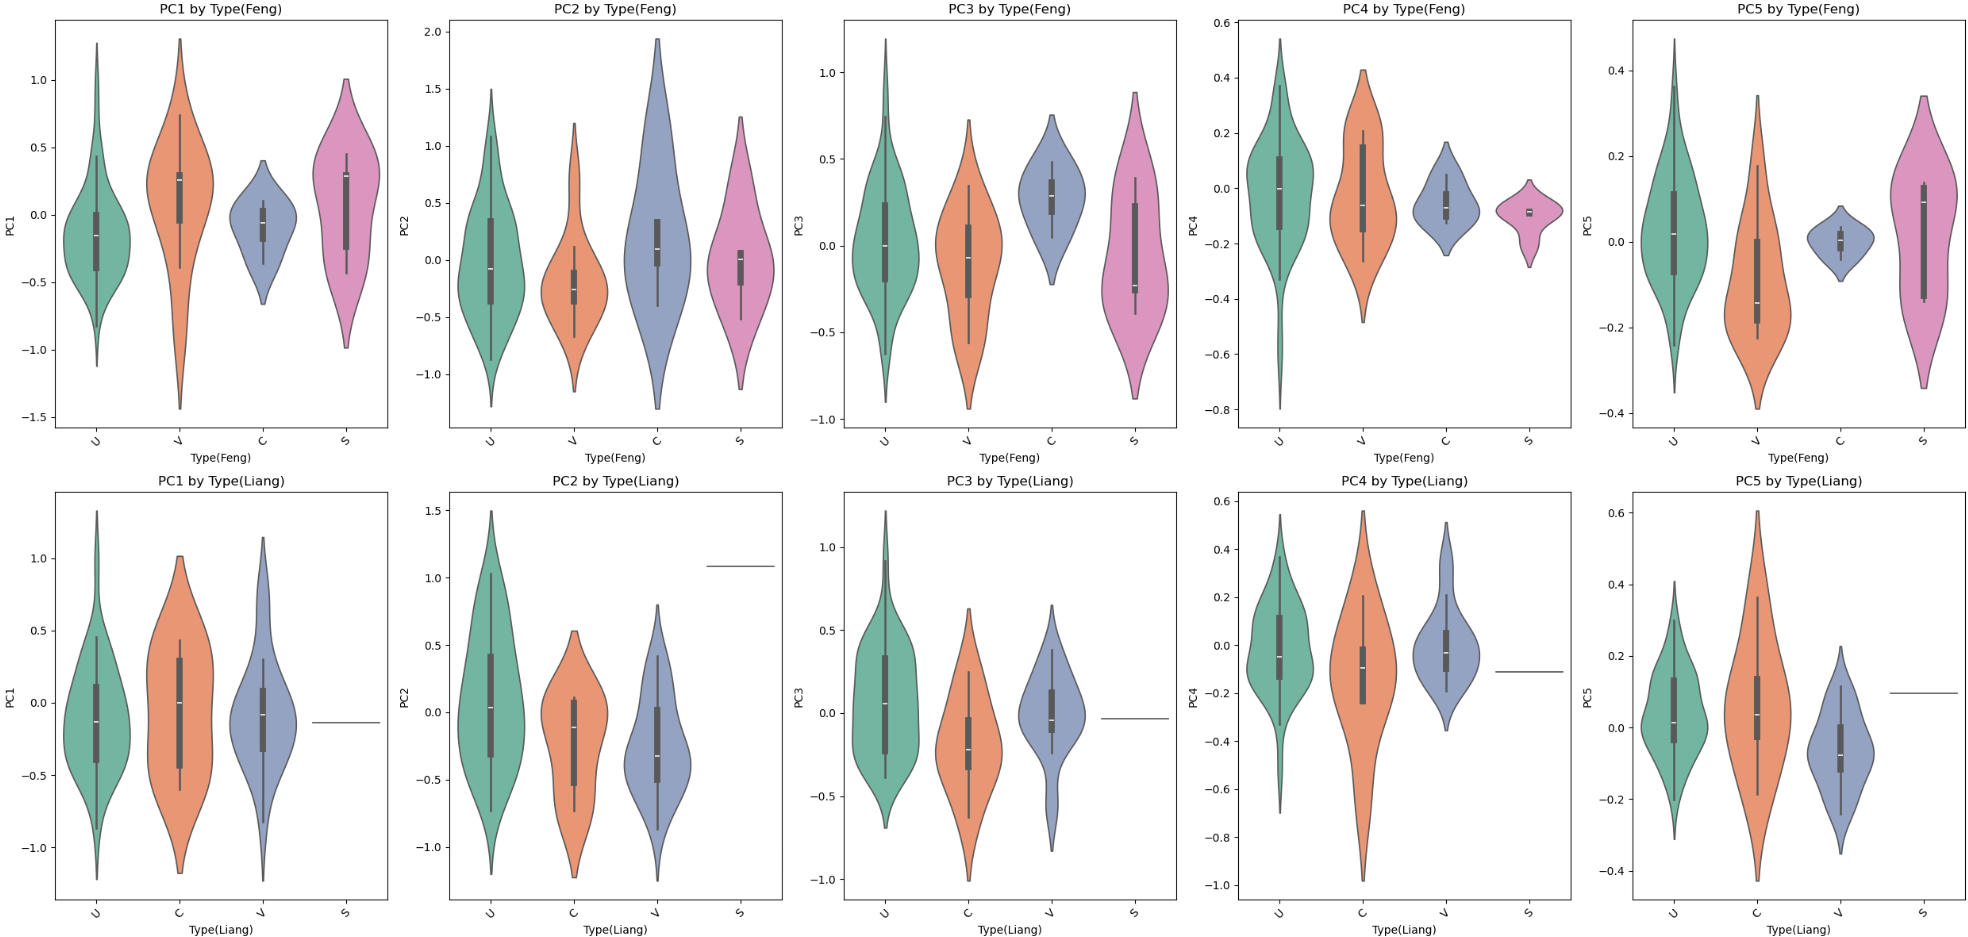 PC1 by Type(Feng)
PC1
1.0
0.5
0.0
−0.5
−1.0
−1.5
U V C S
Type(Feng)
PC2 by Type(Feng)
PC2
2.0
1.5
1.0
0.5
0.0
−0.5
−1.0
U V C S
Type(Feng)
PC3 by Type(Feng)
PC3
1.0
0.5
0.0
−0.5
−1.0
U V C S
Type(Feng)
PC4 by Type(Feng)
PC4
0.6
0.4
0.2
0.0
−0.2
−0.4
−0.6
−0.8
U V C S
Type(Feng)
PC5 by Type(Feng)
PC5
0.4
0.2
0.0
−0.2
−0.4
U V C S
Type(Feng)
PC1 by Type(Liang)
PC1
1.0
0.5
0.0
−0.5
−1.0
U C V S
Type(Liang)
PC2 by Type(Liang)
PC2
1.5
1.0
0.5
0.0
−0.5
−1.0
U C V S
Type(Liang)
PC3 by Type(Liang)
PC3
1.0
0.5
0.0
−0.5
−1.0
U C V S
Type(Liang)
PC4 by Type(Liang)
PC4
0.6
0.4
0.2
0.0
−0.2
−0.4
−0.6
−0.8
−1.0
U C V S
Type(Liang)
PC5 by Type(Liang)
PC5
0.6
0.4
0.2
0.0
−0.2
−0.4
U C V S
Type(Liang)